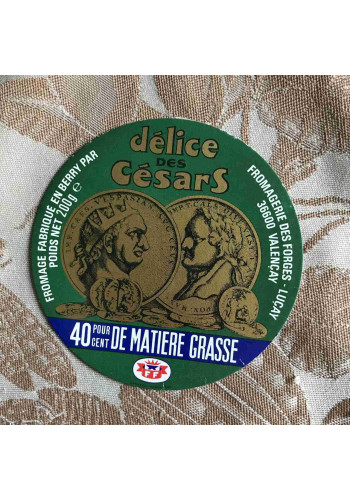 délice
DES
CésarS
FROMAGE FABRIQUE EN BERRY PAR
POIDS NET 200g e
FROMAGERIE DES FORGES - LUÇAY
36600 VALENÇAY
40 POUR CENT DE MATIERE GRASSE
FF